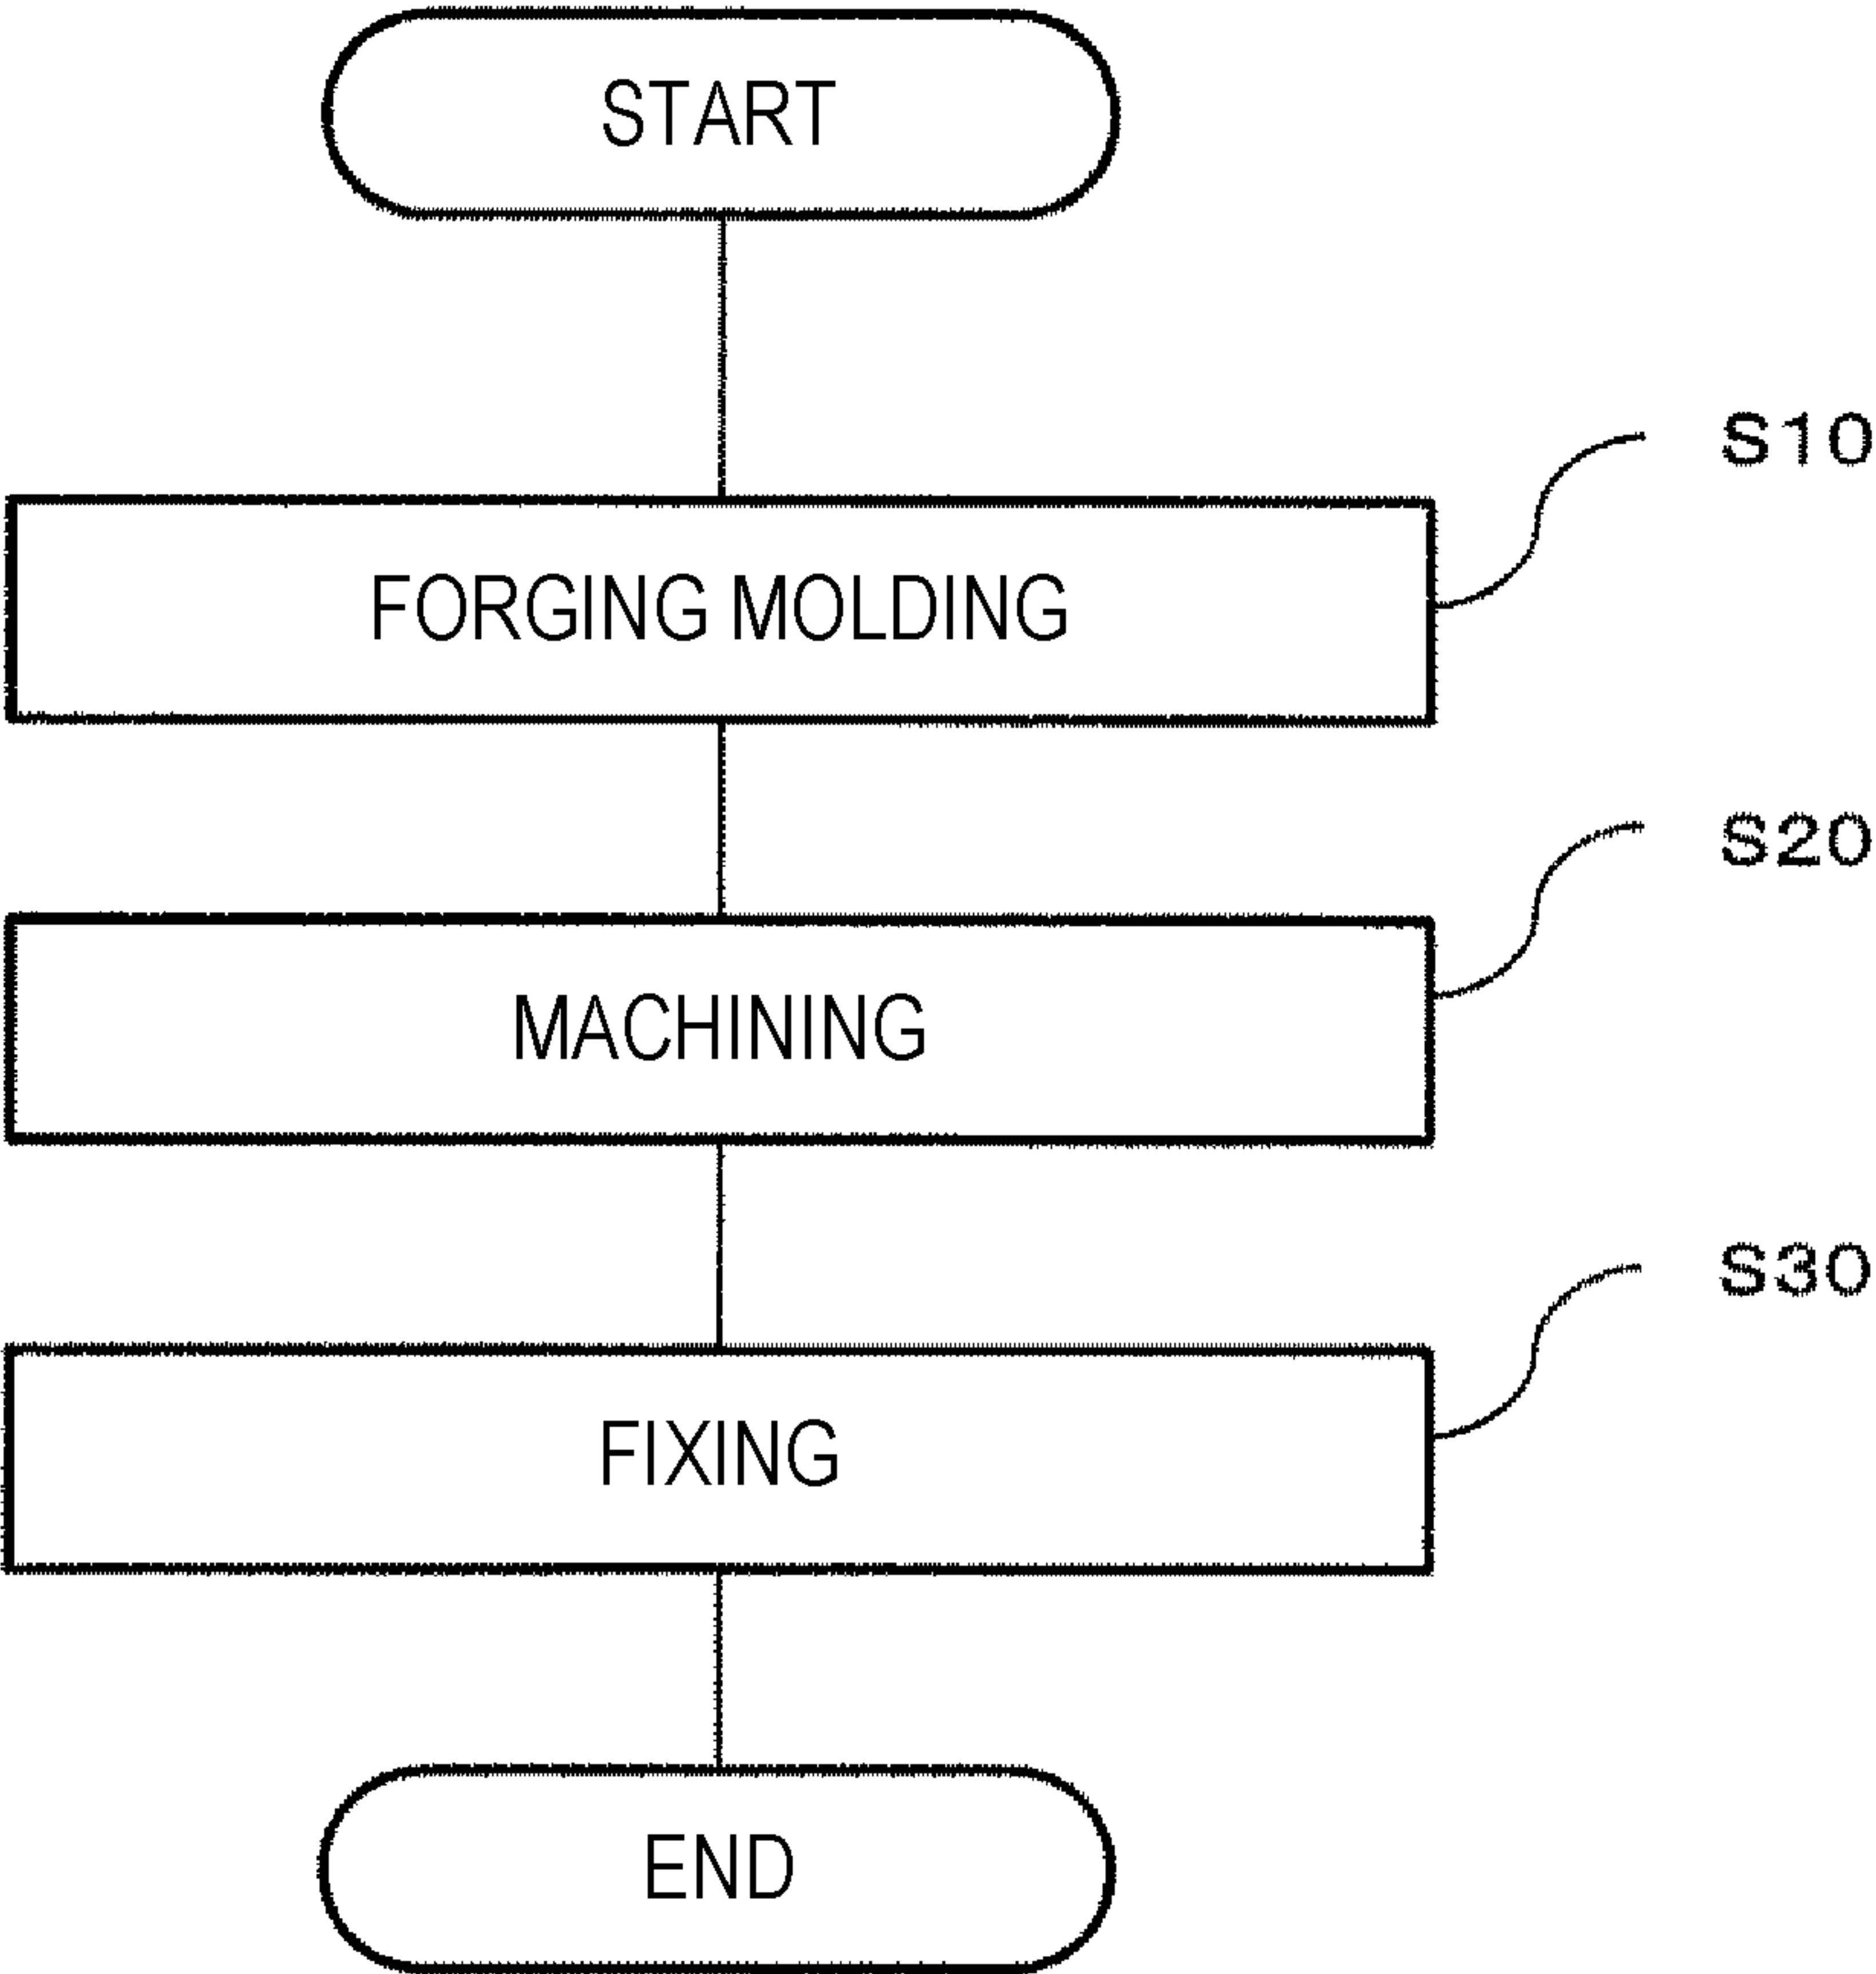 START
S10
FORGING MOLDING
S20
MACHINING
S30
FIXING
END